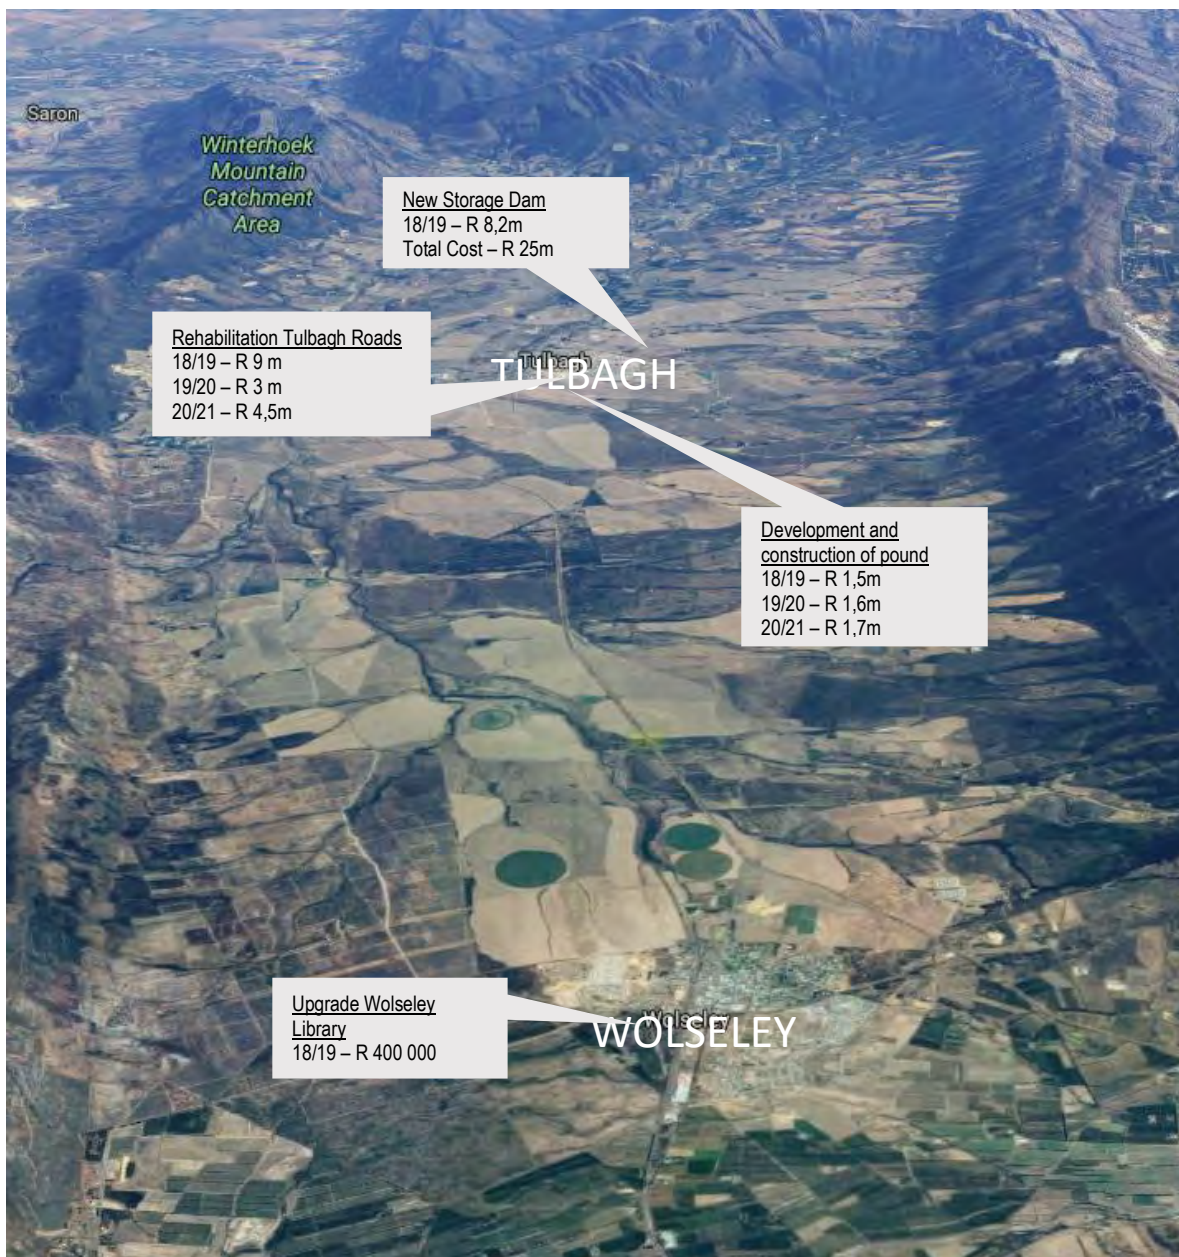 Saron
Winterhoek
Mountain
Catchment
Area
New Storage Dam
18/19 – R 8,2m
Total Cost – R 25m
Rehabilitation Tulbagh Roads
18/19 – R 9 m
19/20 – R 3 m
20/21 – R 4,5m
Tulbagh
TULBAGH
Development and
construction of pound
18/19 – R 1,5m
19/20 – R 1,6m
20/21 – R 1,7m
Upgrade Wolseley
Library
18/19 – R 400 000
Wolseley
WOLSELEY